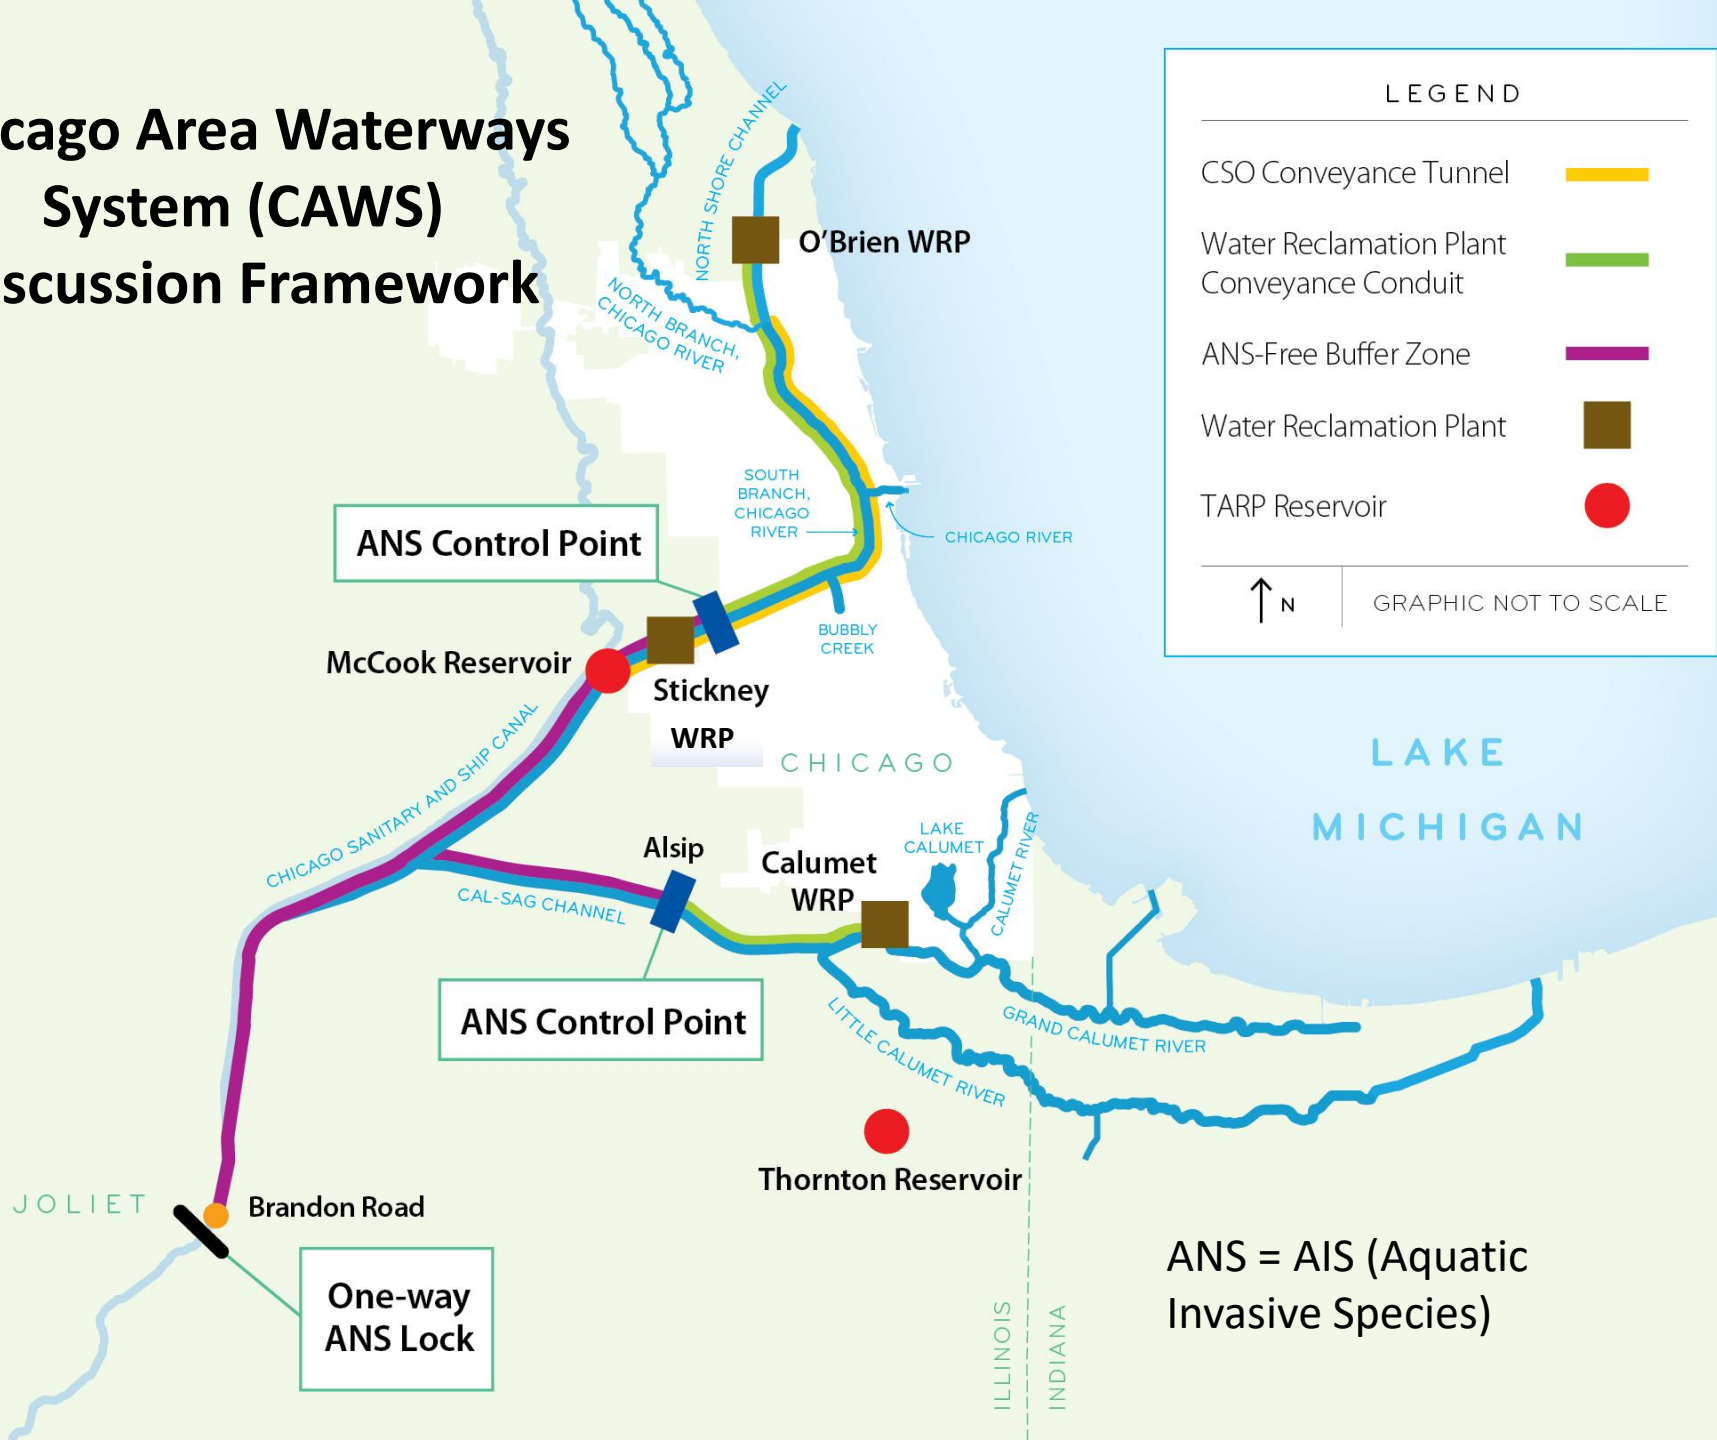 cago Area Waterways
System (CAWS)
scussion Framework
LEGEND
CSO Conveyance Tunnel
Water Reclamation Plant
Conveyance Conduit
ANS-Free Buffer Zone
Water Reclamation Plant
TARP Reservoir
N
GRAPHIC NOT TO SCALE
NORTH SHORE CHANNEL
O'Brien WRP
NORTH BRANCH,
CHICAGO RIVER
SOUTH
BRANCH,
CHICAGO
RIVER
CHICAGO RIVER
ANS Control Point
BUBBLY
CREEK
McCook Reservoir
Stickney
WRP
CHICAGO
CHICAGO SANITARY AND SHIP CANAL
LAKE
MICHIGAN
Alsip
Calumet
WRP
LAKE
CALUMET
CALUMET RIVER
CAL-SAG CHANNEL
ANS Control Point
LITTLE CALUMET RIVER
GRAND CALUMET RIVER
Thornton Reservoir
JOLIET
Brandon Road
One-way
ANS Lock
ANS = AIS (Aquatic
Invasive Species)
ILLINOIS
INDIANA